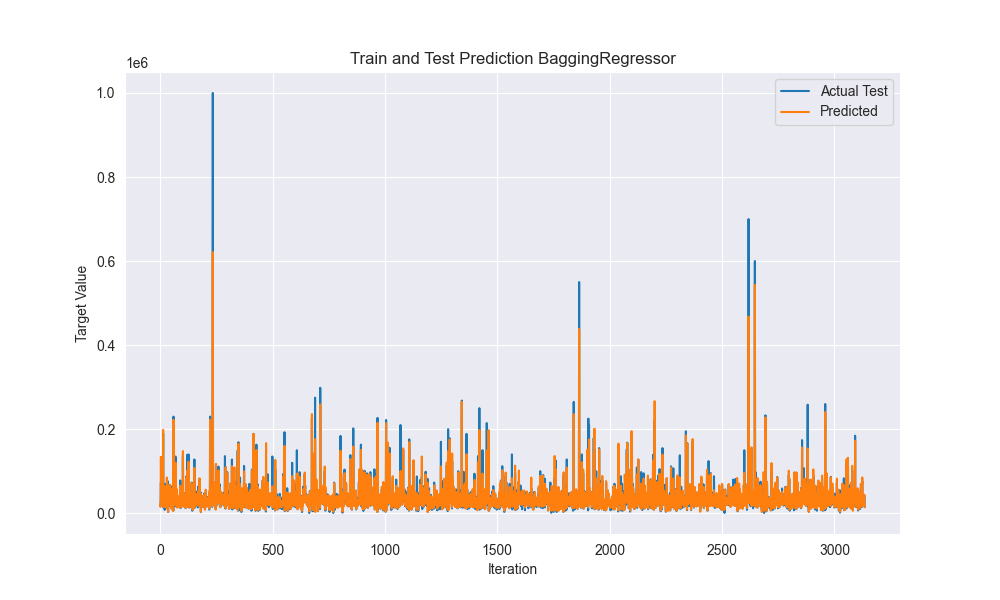 Train and Test Prediction BaggingRegressor
1e6
Actual Test
Predicted
1.0
0.8
0.6
0.4
0.2
0.0
Target Value
0 500 1000 1500 2000 2500 3000
Iteration